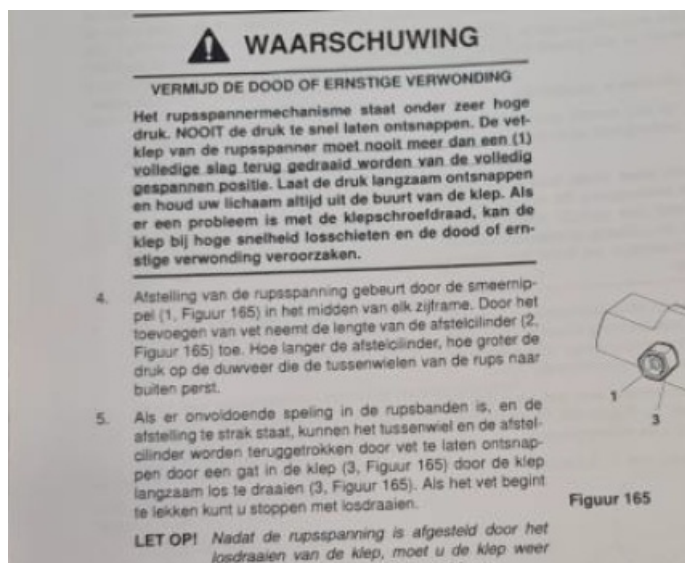 WAARSCHUWING
VERMIJD DE DOOD OF ERNSTIGE VERWONDING
Het rupsspannermechanisme staat onder zeer hoge
druk. NOOIT de druk te snel laten ontsnappen. De vet-
klep van de rupsspanner moet nooit meer dan een (1)
volledige slag terug gedraaid worden van de volledig
gespannen positie. Laat de druk langzaam ontsnappen
en houd uw lichaam altijd uit de buurt van de klep. Als
er een probleem is met de klepschroefdraad, kan de
klep bij hoge snelheid losschieten en de dood of ern-
stige verwonding veroorzaken.
4. Afstelling van de rupsspanning gebeurt door de smeernip-
pel (1, Figuur 165) in het midden van elk zijframe. Door het
toevoegen van vet neemt de lengte van de afstelcilinder (2,
Figuur 165) toe. Hoe langer de afstelcilinder, hoe groter de
druk op de duwveer die de tussenwielen van de rups naar
buiten perst.
5. Als er onvoldoende speling in de rupsbanden is, en de
afstelling te strak staat, kunnen het tussenwiel en de afstel-
cilinder worden teruggetrokken door vet te laten ontsnap-
pen door een gat in de klep (3, Figuur 165) door de klep
langzaam los te draaien (3, Figuur 165). Als het vet begint
te lekken kunt u stoppen met losdraaien.
LET OP! Nadat de rupsspanning is afgesteld door het
losdraaien van de klep, moet u de klep weer
1
3
Figuur 165